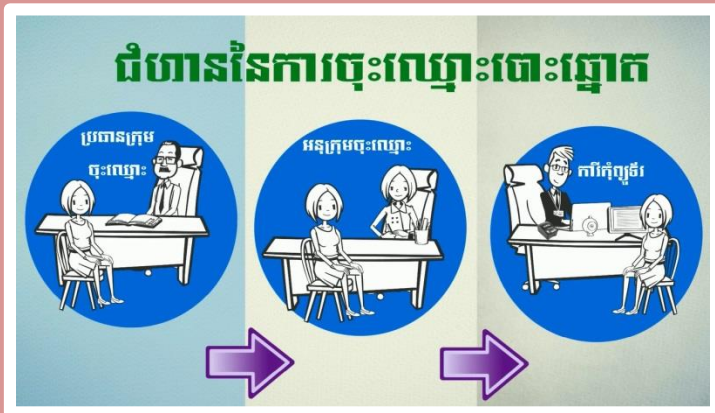 ជំហាននៃការចុះឈ្មោះបោះឆ្នោត
ប្រធានក្រុម
ចុះឈ្មោះ
អនុក្រុមចុះឈ្មោះ
ការីកុំព្យូទ័រ